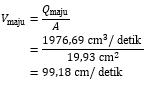 V_maju = Q_maju / A
= 1976,69 cm³/ detik / 19,93 cm²
= 99,18 cm/ detik